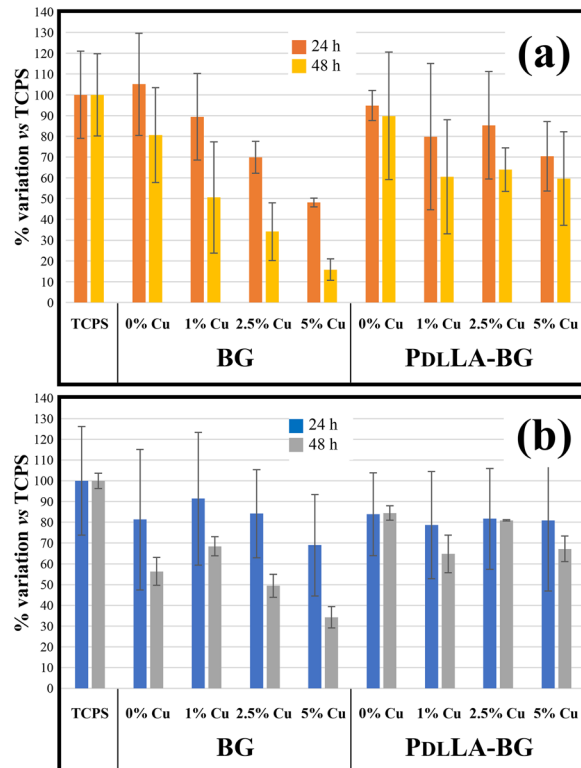 (a)
24 h
48 h
% variation vs TCPS
140
130
120
110
100
90
80
70
60
50
40
30
20
10
0
TCPS 0% Cu 1% Cu 2.5% Cu 5% Cu 0% Cu 1% Cu 2.5% Cu 5% Cu
BG PDLLA-BG
(b)
24 h
48 h
% variation vs TCPS
140
130
120
110
100
90
80
70
60
50
40
30
20
10
0
TCPS 0% Cu 1% Cu 2.5% Cu 5% Cu 0% Cu 1% Cu 2.5% Cu 5% Cu
BG PDLLA-BG